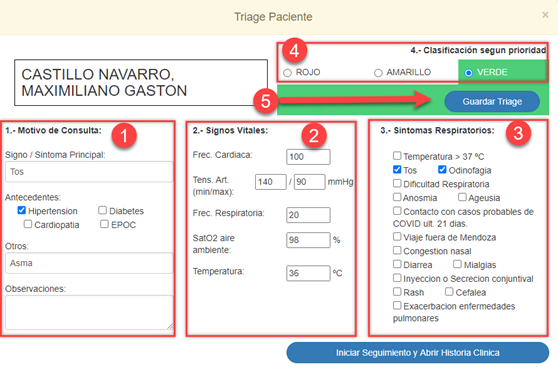 Triage Paciente
×
4
4.- Clasificación segun prioridad
CASTILLO NAVARRO,
MAXIMILIANO GASTON
ROJO AMARILLO VERDE
5
Guardar Triage
1.- Motivo de Consulta:
1
Signo / Sintoma Principal:
Tos
Antecedentes:
Hipertension Diabetes
Cardiopatia EPOC
Otros:
Asma
Observaciones:
2.- Signos Vitales:
2
Frec. Cardiaca: 100
Tens. Art.
(min/max): 140 / 90 mmHg
Frec. Respiratoria: 20
SatO2 aire
ambiente: 98 %
Temperatura: 36 ºC
3.- Sintomas Respiratorios:
3
Temperatura > 37 ºC
Tos Odinofagia
Dificultad Respiratoria
Anosmia Ageusia
Contacto con casos probables de
COVID ult. 21 dias.
Viaje fuera de Mendoza
Congestion nasal
Diarrea Mialgias
Inyeccion o Secrecion conjuntival
Rash Cefalea
Exacerbacion enfermedades
pulmonares
Iniciar Seguimiento y Abrir Historia Clinica